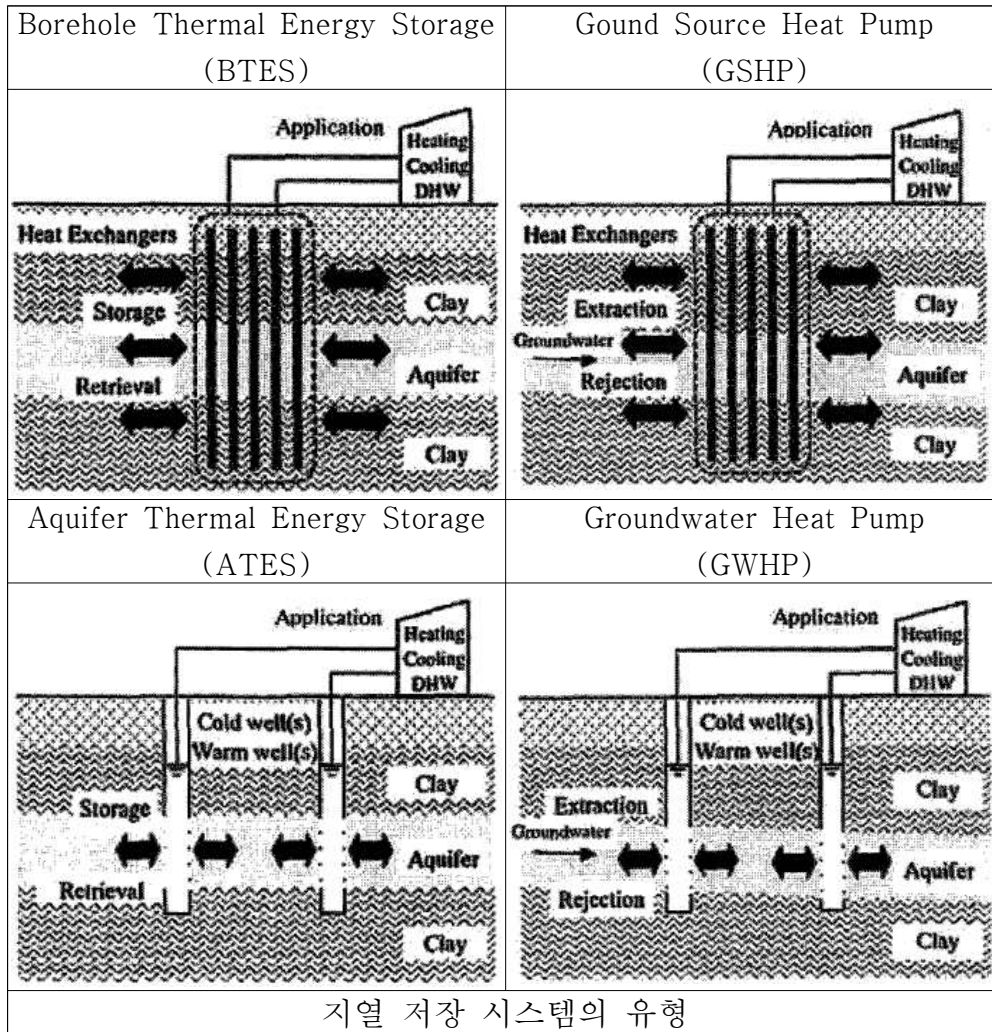 Borehole Thermal Energy Storage
(BTES)
Gound Source Heat Pump
(GSHP)
Application
Heating
Cooling
DHW
Heat Exchangers
Storage
Retrieval
Clay
Aquifer
Clay
Application
Heating
Cooling
DHW
Heat Exchangers
Extraction
Groundwater
Rejection
Clay
Aquifer
Clay
Aquifer Thermal Energy Storage
(ATES)
Groundwater Heat Pump
(GWHP)
Application
Heating
Cooling
DHW
Cold well(s)
Warm well(s)
Clay
Storage
Aquifer
Retrieval
Clay
Application
Heating
Cooling
DHW
Cold well(s)
Warm well(s)
Clay
Extraction
Groundwater
Aquifer
Rejection
Clay
지열 저장 시스템의 유형